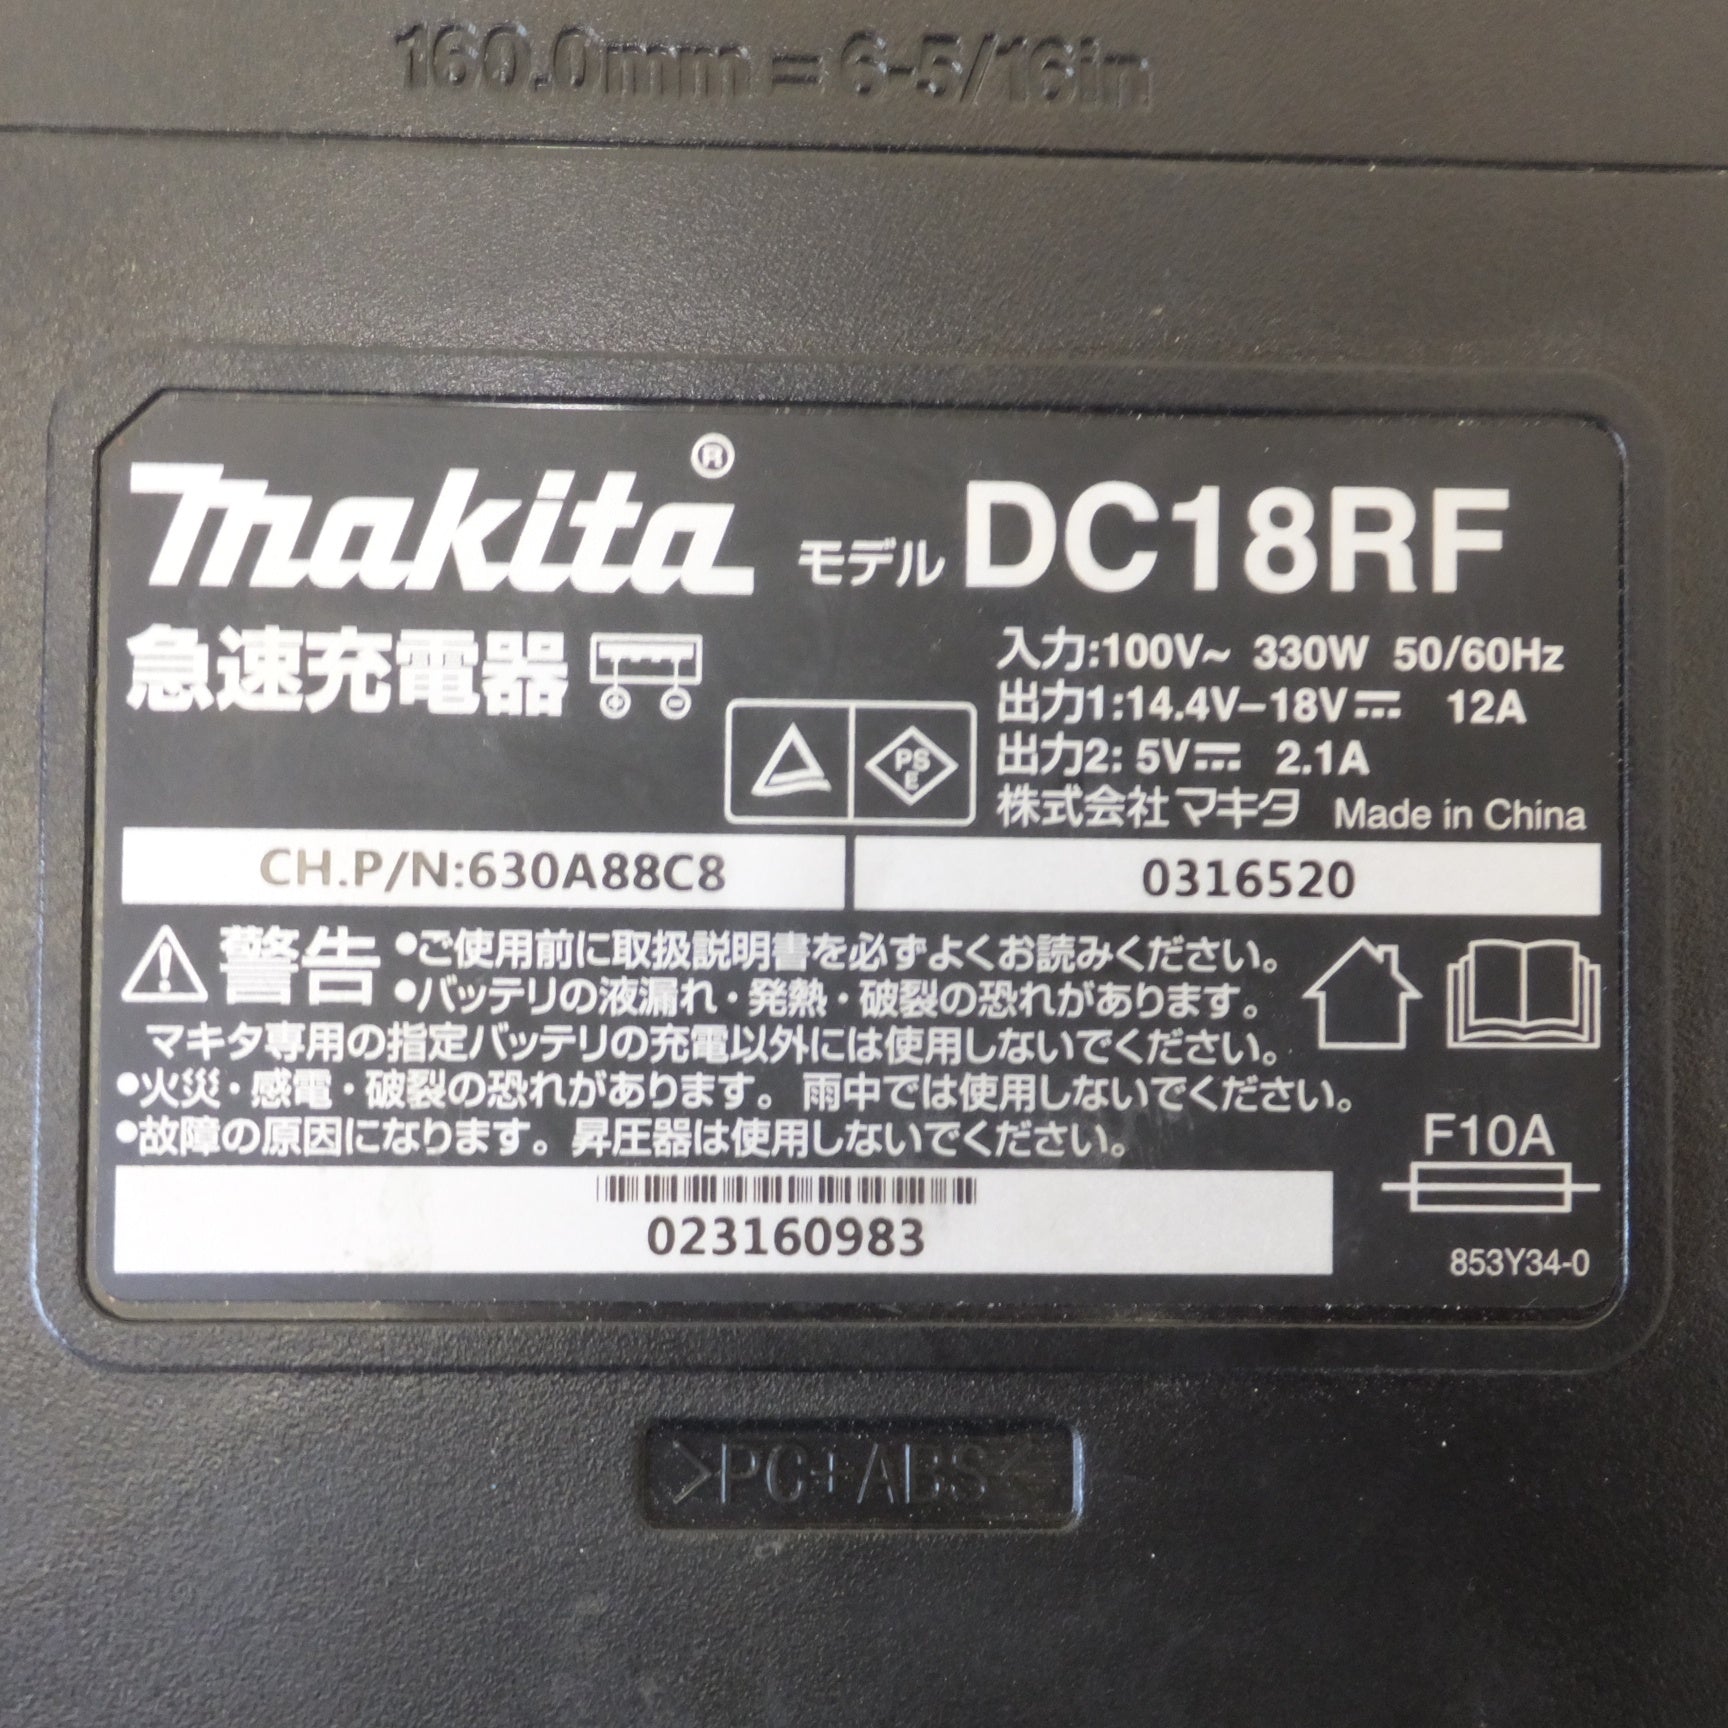 160.0mm = 6-5/16in
makita® モデル DC18RF
急速充電器
入力:100V~ 330W 50/60Hz
出力1:14.4V-18V⎓ 12A
出力2: 5V⎓ 2.1A
PS E
株式会社マキタ Made in China
CH.P/N:630A88C8 0316520
警告 •ご使用前に取扱説明書を必ずよくお読みください。
•バッテリの液漏れ・発熱・破裂の恐れがあります。
マキタ専用の指定バッテリの充電以外には使用しないでください。
•火災・感電・破裂の恐れがあります。雨中では使用しないでください。
•故障の原因になります。昇圧器は使用しないでください。
F10A
023160983
853Y34-0
>PC+ABS<